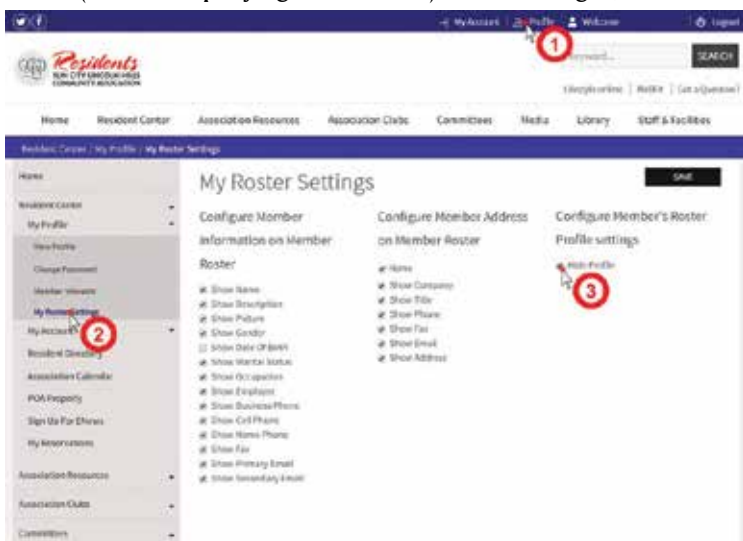 My Account | Profile Welcome Logout
1
Residents
SUN CITY LINCOLN HILLS
COMMUNITY ASSOCIATION
Keyword... SEARCH
Lifestyle online | | Got a Question?
Home Resident Center Association Resources Association Clubs Committees Media Library Staff & Facilities
Resident Center / My Profile / My Roster Settings
Home
Resident Center
My Profile
View Profile
Change Password
Member
My Roster Settings
2
My Account
Resident Directory
Association Calendar
POA Property
Sign Up For ENews
My Reservations
Association Resources
Association Clubs
Committees
My Roster Settings
SAVE
Configure Member
Information on Member
Roster
Show Name
Show Description
Show Picture
Show Gender
Show Date Of Birth
Show Marital Status
Show Occupation
Show Employer
Show Business Phone
Show Cell Phone
Show Home Phone
Show Fax
Show Primary Email
Show Secondary Email
Configure Member Address
on Member Roster
Home
Show Company
Show Title
Show Phone
Show Fax
Show Email
Show Address
Configure Member's Roster
Profile settings
Hide Profile
3